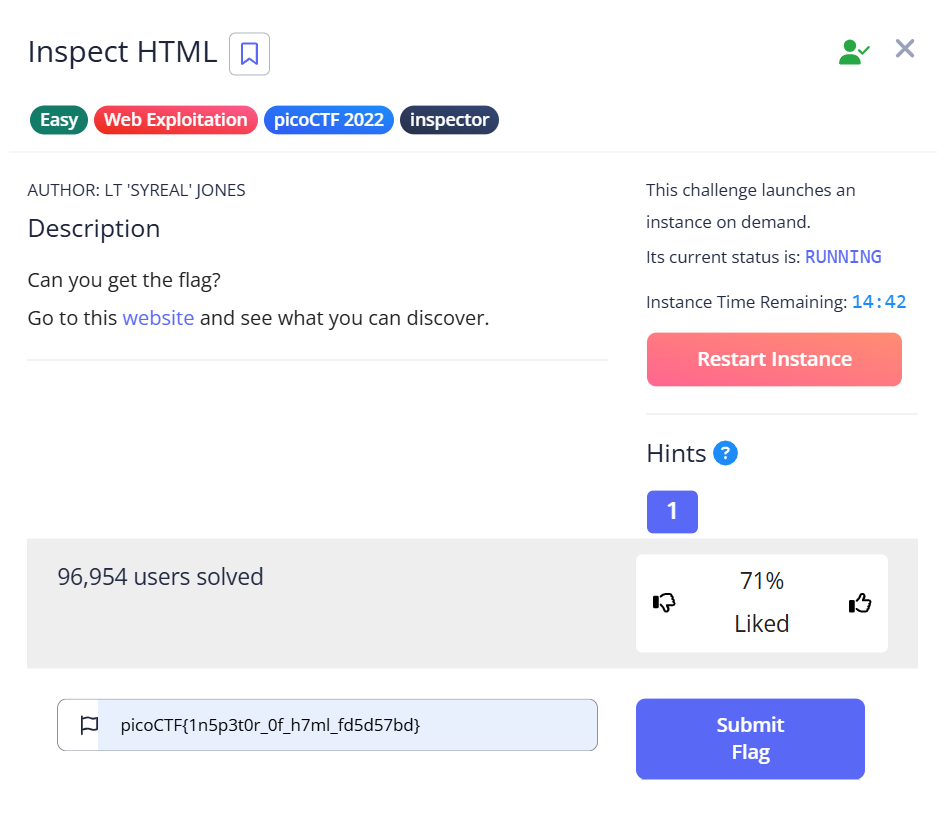 Inspect HTML
Easy Web Exploitation picoCTF 2022 inspector
AUTHOR: LT 'SYREAL' JONES
Description
Can you get the flag?
Go to this website and see what you can discover.
This challenge launches an
instance on demand.
Its current status is: RUNNING
Instance Time Remaining: 14:42
Restart Instance
Hints ?
1
96,954 users solved
71%
Liked
picoCTF{1n5p3t0r_0f_h7ml_fd5d57bd}
Submit
Flag